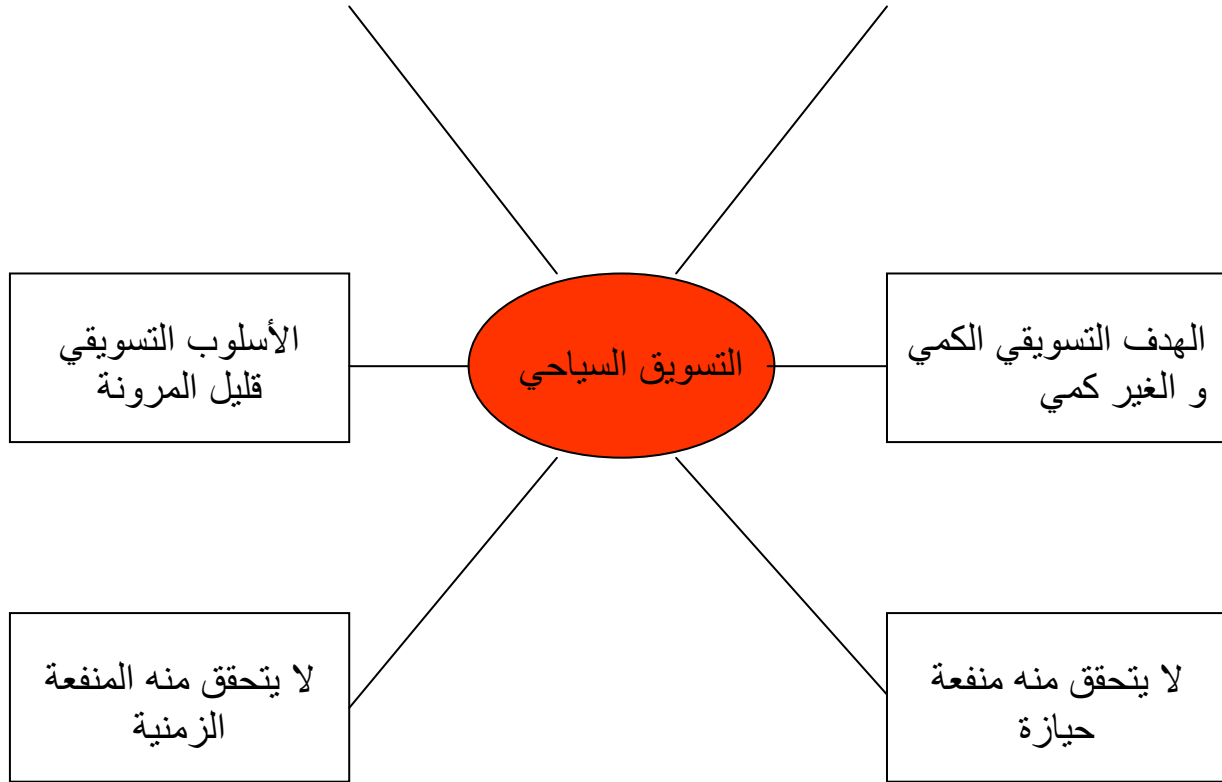 الهدف التسويقي الكمي
و الغير كمي
التسويق السياحي
الأسلوب التسويقي
قليل المرونة
لا يتحقق منه منفعة
حيازة
لا يتحقق منه المنفعة
الزمنية